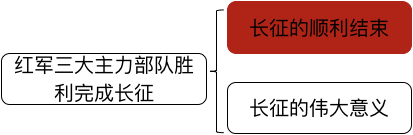 长征的顺利结束
红军三大主力部队胜
利完成长征
长征的伟大意义